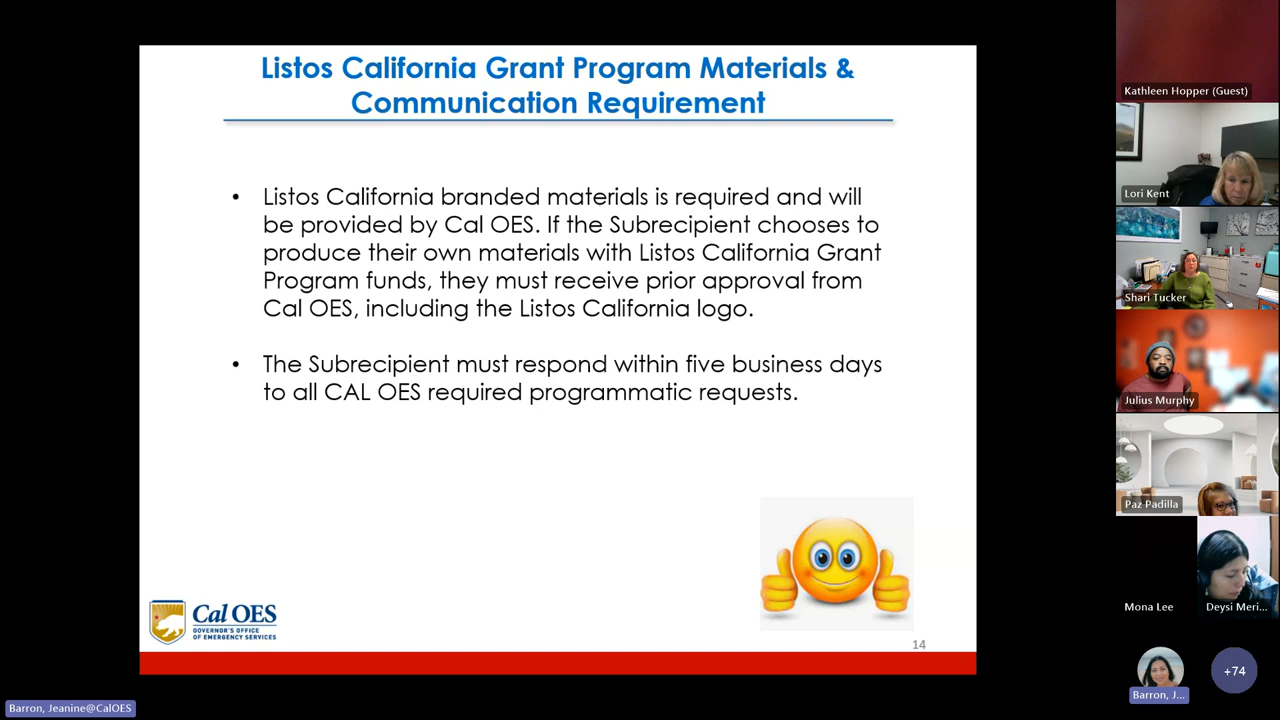 Listos California Grant Program Materials &
Communication Requirement
• Listos California branded materials is required and will
be provided by Cal OES. If the Subrecipient chooses to
produce their own materials with Listos California Grant
Program funds, they must receive prior approval from
Cal OES, including the Listos California logo.
• The Subrecipient must respond within five business days
to all CAL OES required programmatic requests.
Cal OES
GOVERNOR'S OFFICE
OF EMERGENCY SERVICES
14
Barron, Jeanine@CalOES
Kathleen Hopper (Guest)
Lori Kent
Shari Tucker
Julius Murphy
Paz Padilla
Mona Lee
Deysi Meri...
Barron, J...
+74